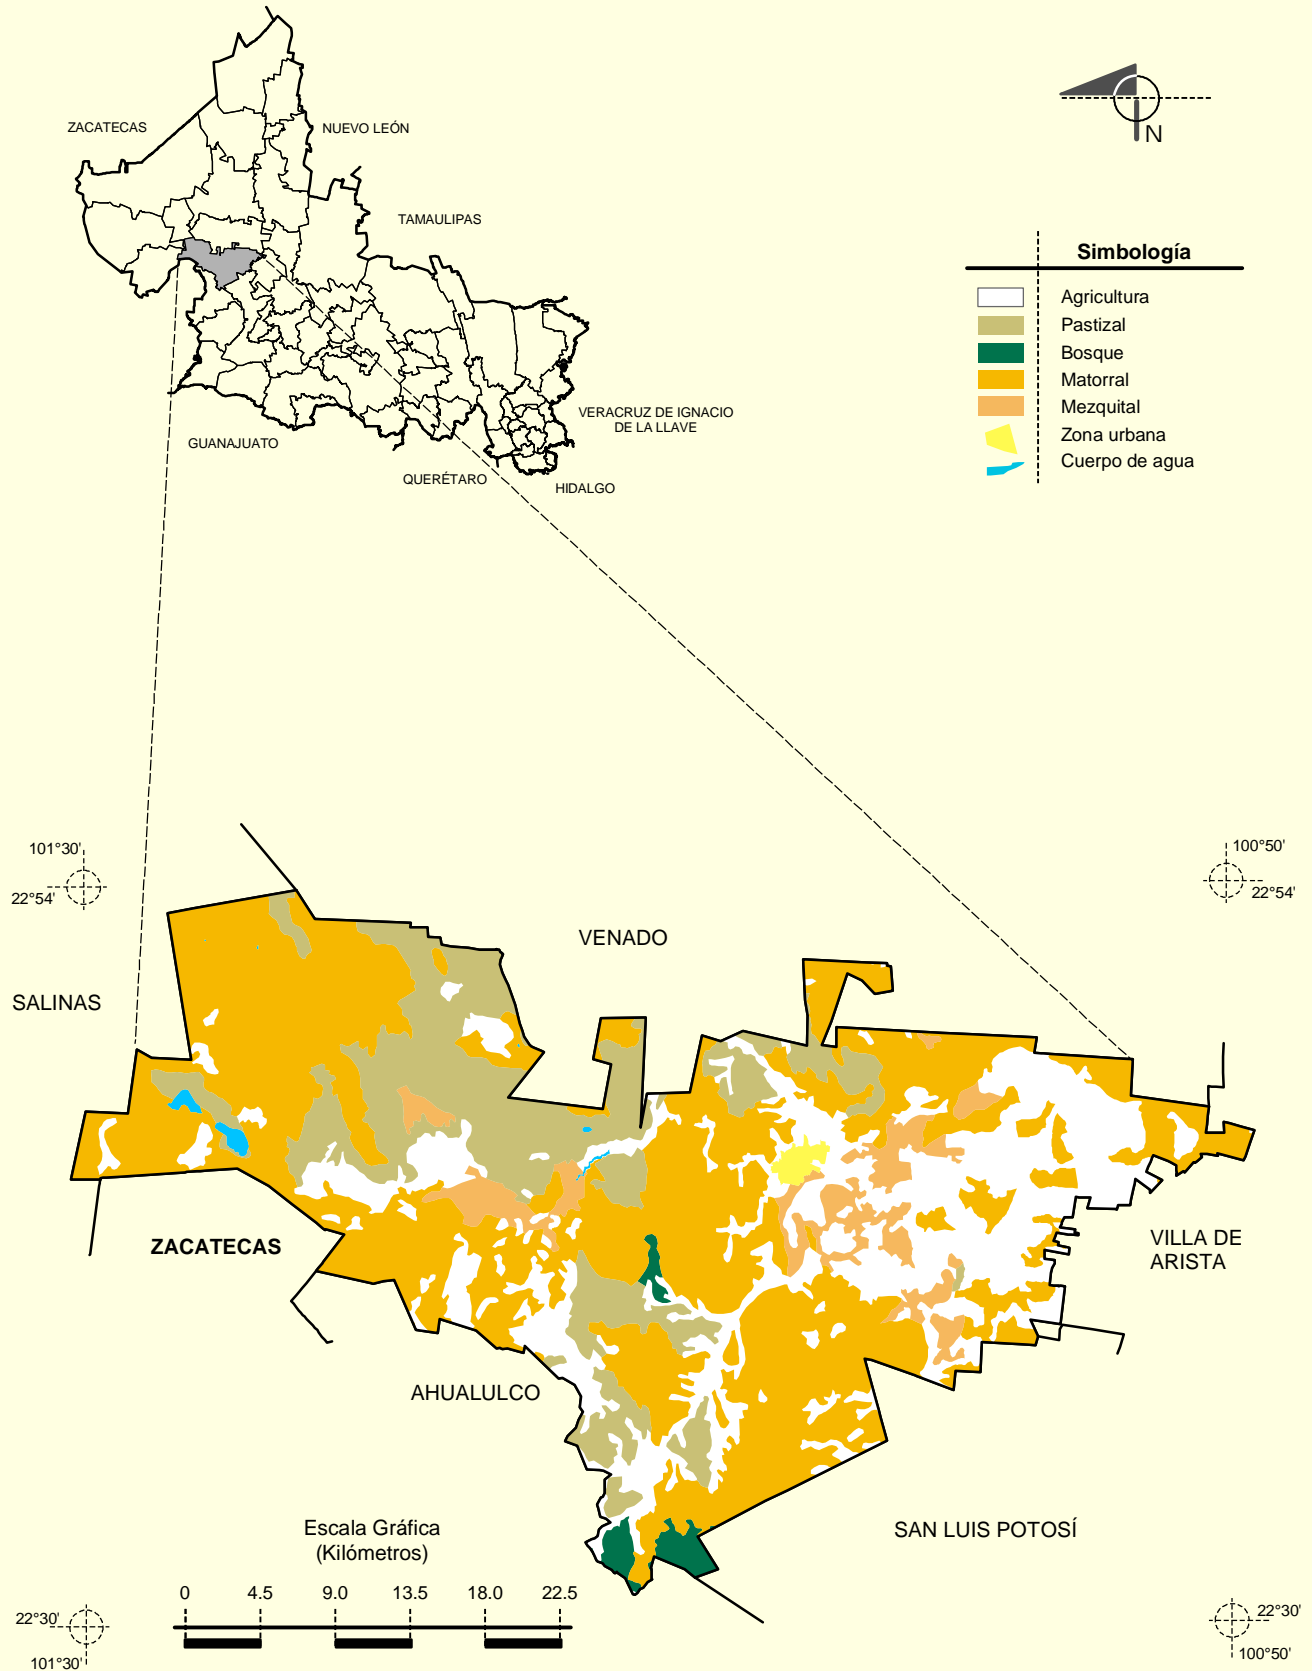 ZACATECAS
NUEVO LEÓN
TAMAULIPAS
VERACRUZ DE IGNACIO
DE LA LLAVE
GUANAJUATO
QUERÉTARO
HIDALGO
N
Simbología
Agricultura
Pastizal
Bosque
Matorral
Mezquital
Zona urbana
Cuerpo de agua
101°30'
22°54'
100°50'
22°54'
VENADO
SALINAS
ZACATECAS
VILLA DE
ARISTA
AHUALULCO
SAN LUIS POTOSÍ
Escala Gráfica
(Kilómetros)
0 4.5 9.0 13.5 18.0 22.5
22°30'
101°30'
22°30'
100°50'